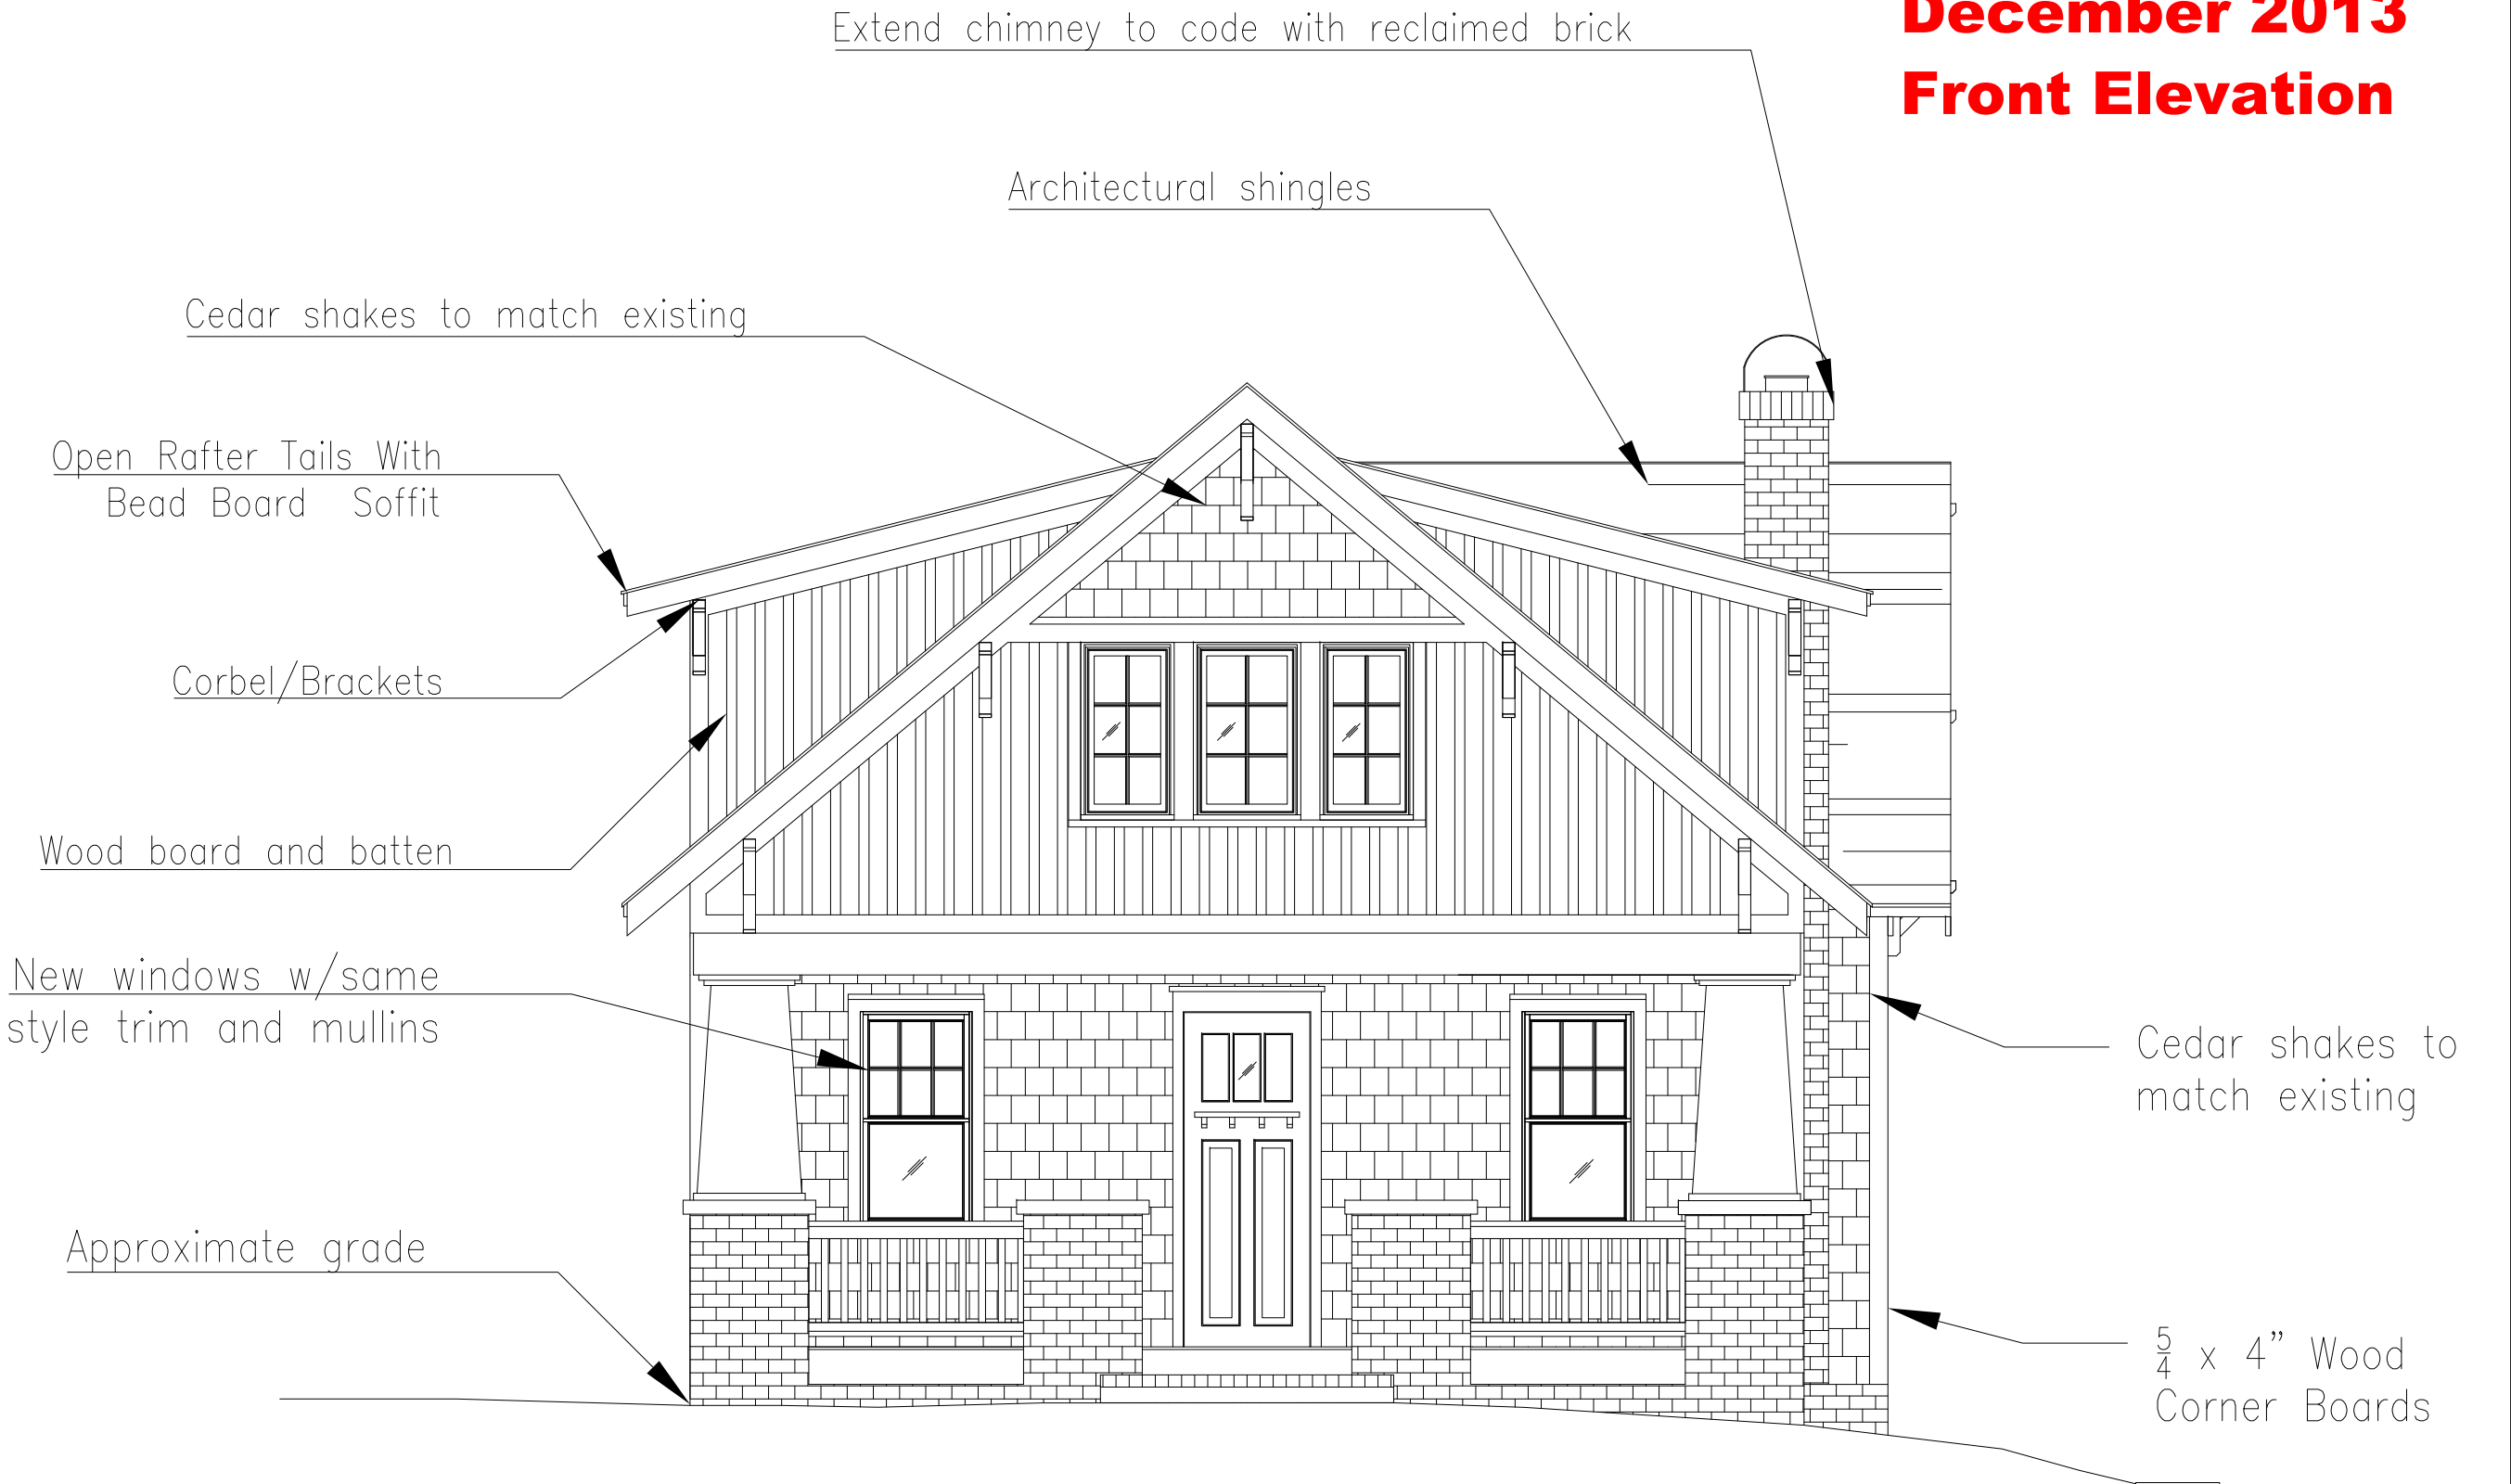 December 2013
Front Elevation
Extend chimney to code with reclaimed brick
Architectural shingles
Cedar shakes to match existing
Open Rafter Tails With
Bead Board Soffit
Corbel/Brackets
Wood board and batten
New windows w/same
style trim and mullins
Approximate grade
Cedar shakes to
match existing
5/4 x 4” Wood
Corner Boards